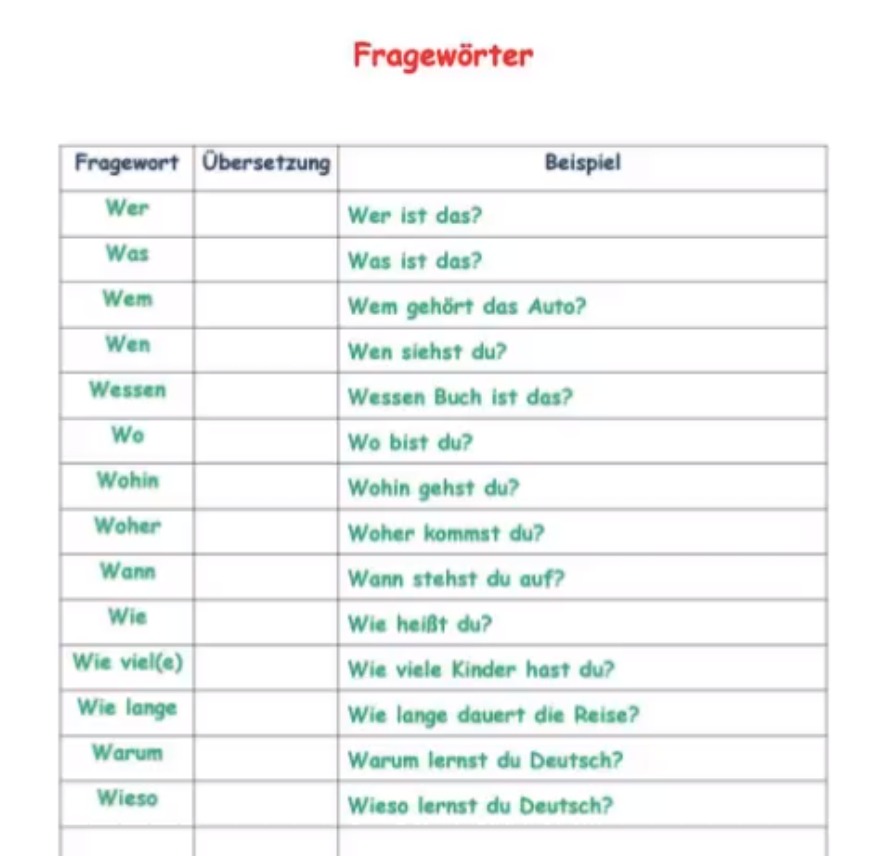 Fragewörter
Fragewort Übersetzung Beispiel
Wer Wer ist das?
Was Was ist das?
Wem Wem gehört das Auto?
Wen Wen siehst du?
Wessen Wessen Buch ist das?
Wo Wo bist du?
Wohin Wohin gehst du?
Woher Woher kommst du?
Wann Wann stehst du auf?
Wie Wie heißt du?
Wie viel(e) Wie viele Kinder hast du?
Wie lange Wie lange dauert die Reise?
Warum Warum lernst du Deutsch?
Wieso Wieso lernst du Deutsch?